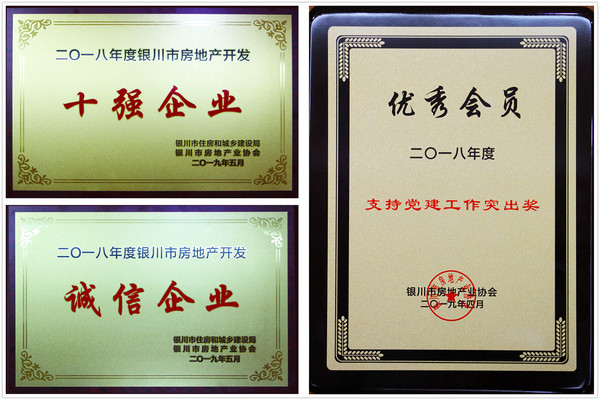 二〇一八年度银川市房地产开发
十强企业
银川市住房和城乡建设局
银川市房地产业协会
二〇一九年五月
二〇一八年度银川市房地产开发
诚信企业
银川市住房和城乡建设局
银川市房地产业协会
二〇一九年五月
优秀会员
二〇一八年度
支持党建工作突出奖
银川市房地产业协会
二〇一九年四月